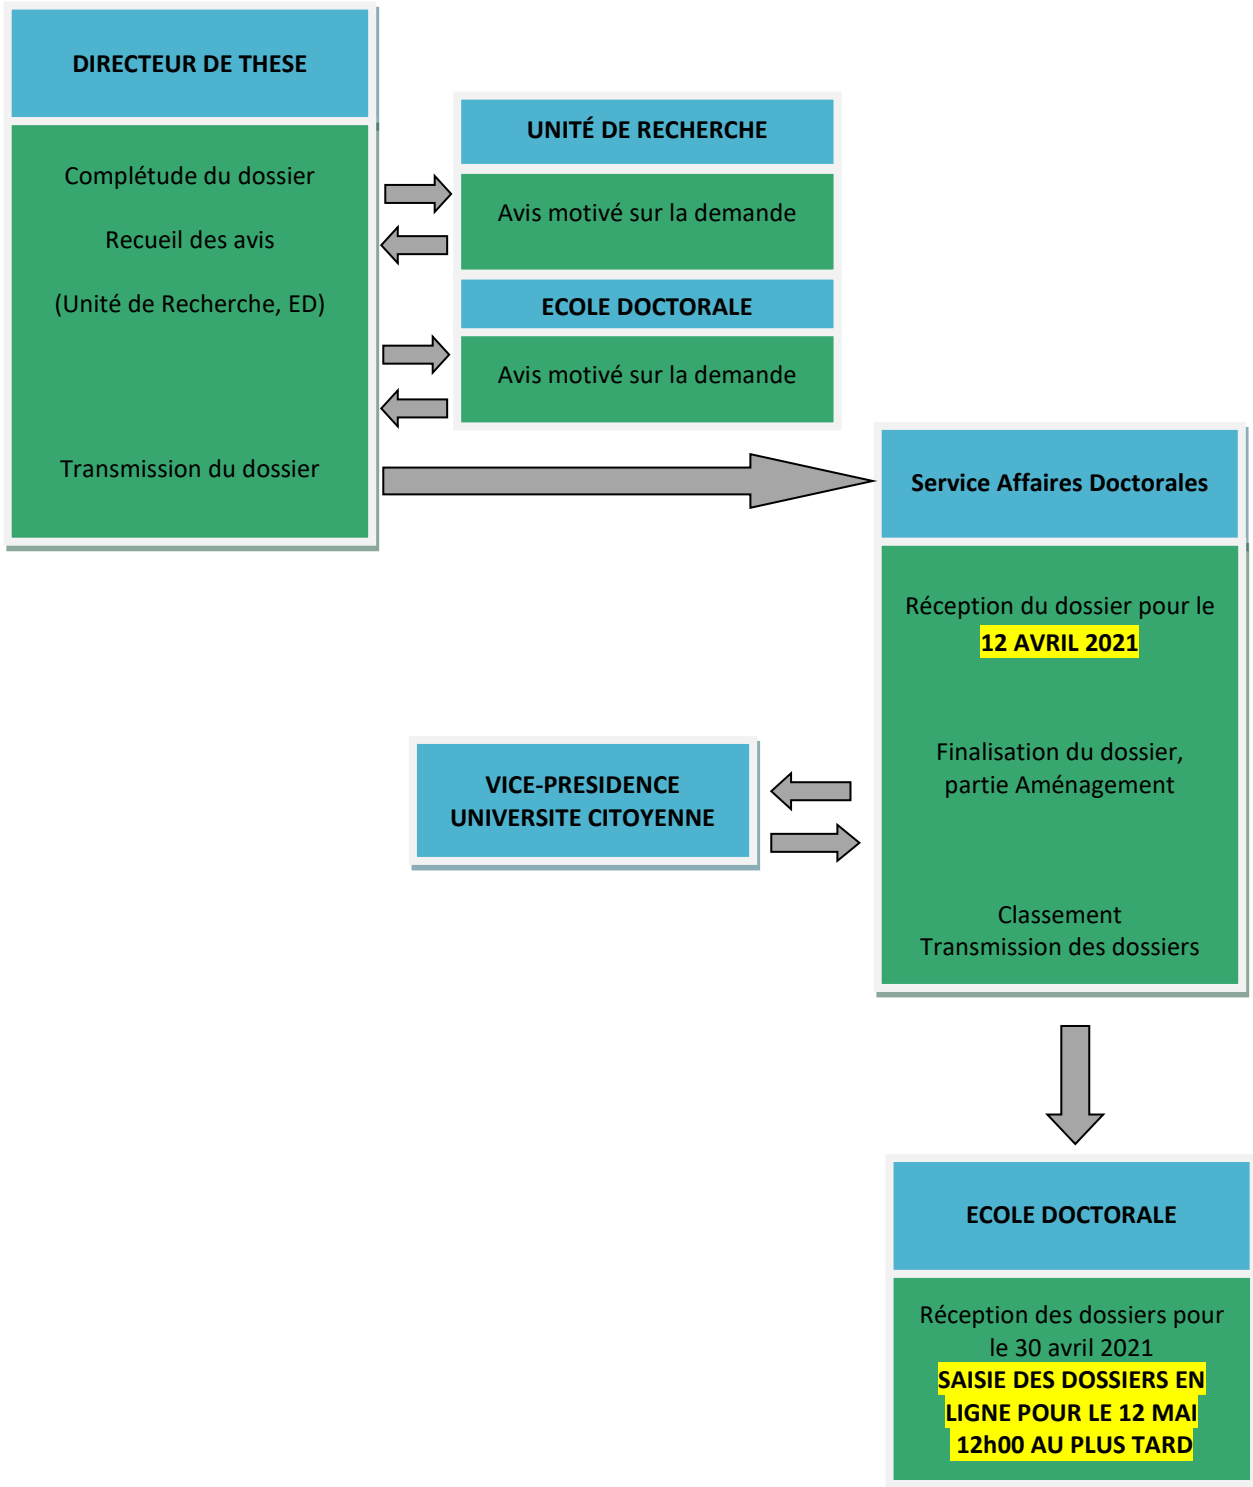 DIRECTEUR DE THESE
Complétude du dossier
Recueil des avis
(Unité de Recherche, ED)
Transmission du dossier
UNITÉ DE RECHERCHE
Avis motivé sur la demande
ECOLE DOCTORALE
Avis motivé sur la demande
Service Affaires Doctorales
Réception du dossier pour le
12 AVRIL 2021
Finalisation du dossier,
partie Aménagement
Classement
Transmission des dossiers
VICE-PRESIDENCE
UNIVERSITE CITOYENNE
ECOLE DOCTORALE
Réception des dossiers pour
le 30 avril 2021
SAISIE DES DOSSIERS EN
LIGNE POUR LE 12 MAI
12h00 AU PLUS TARD